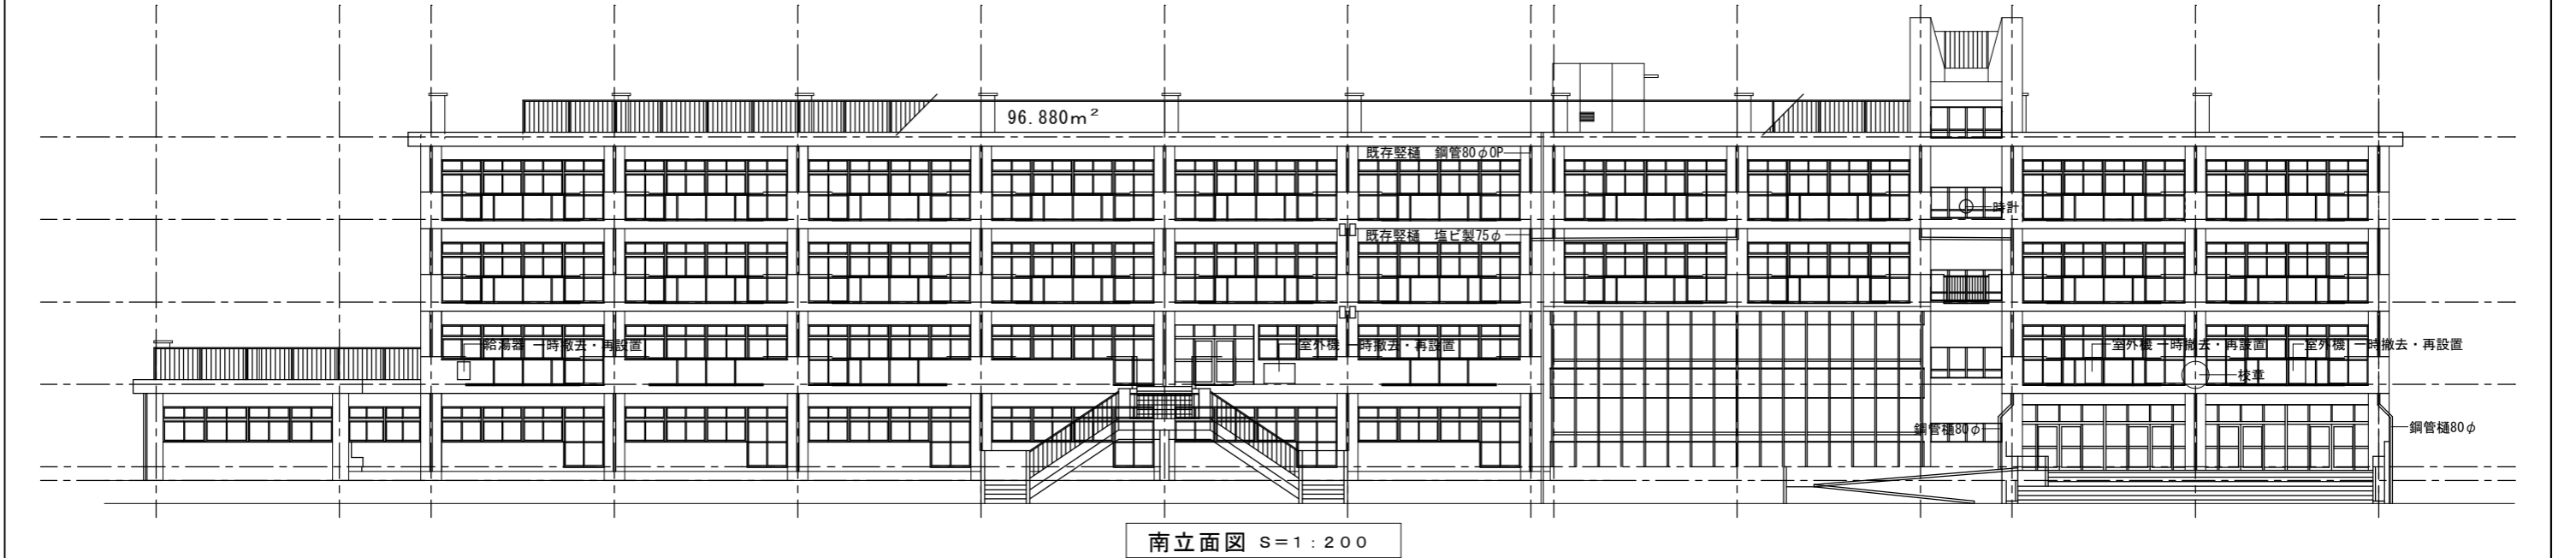 96.880m²
既存竪樋　鋼管80φOP
時計
既存竪樋　塩ビ製75φ
給湯器 一時撤去・再設置
室外機 一時撤去・再設置
室外機 一時撤去・再設置
室外機 一時撤去・再設置
校章
鋼管樋80φ
鋼管樋80φ
南立面図 S＝1：200